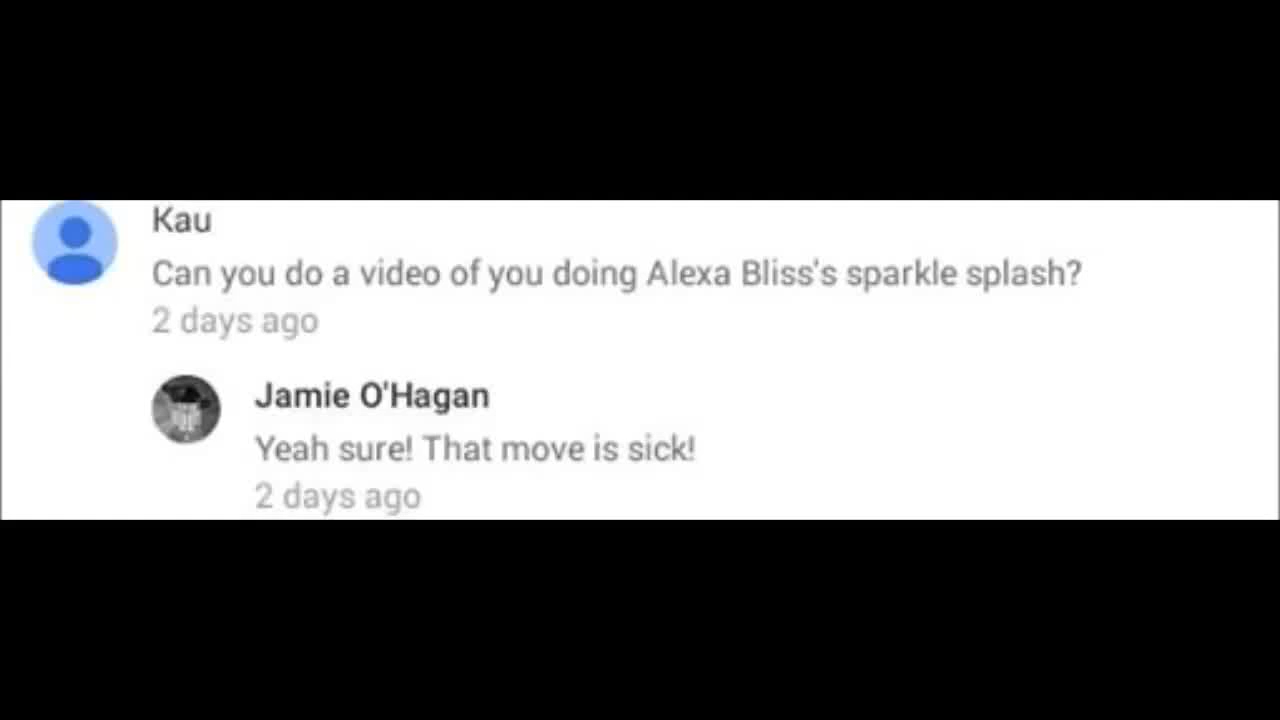 Kau
Can you do a video of you doing Alexa Bliss's sparkle splash?
2 days ago
Jamie O'Hagan
Yeah sure! That move is sick!
2 days ago